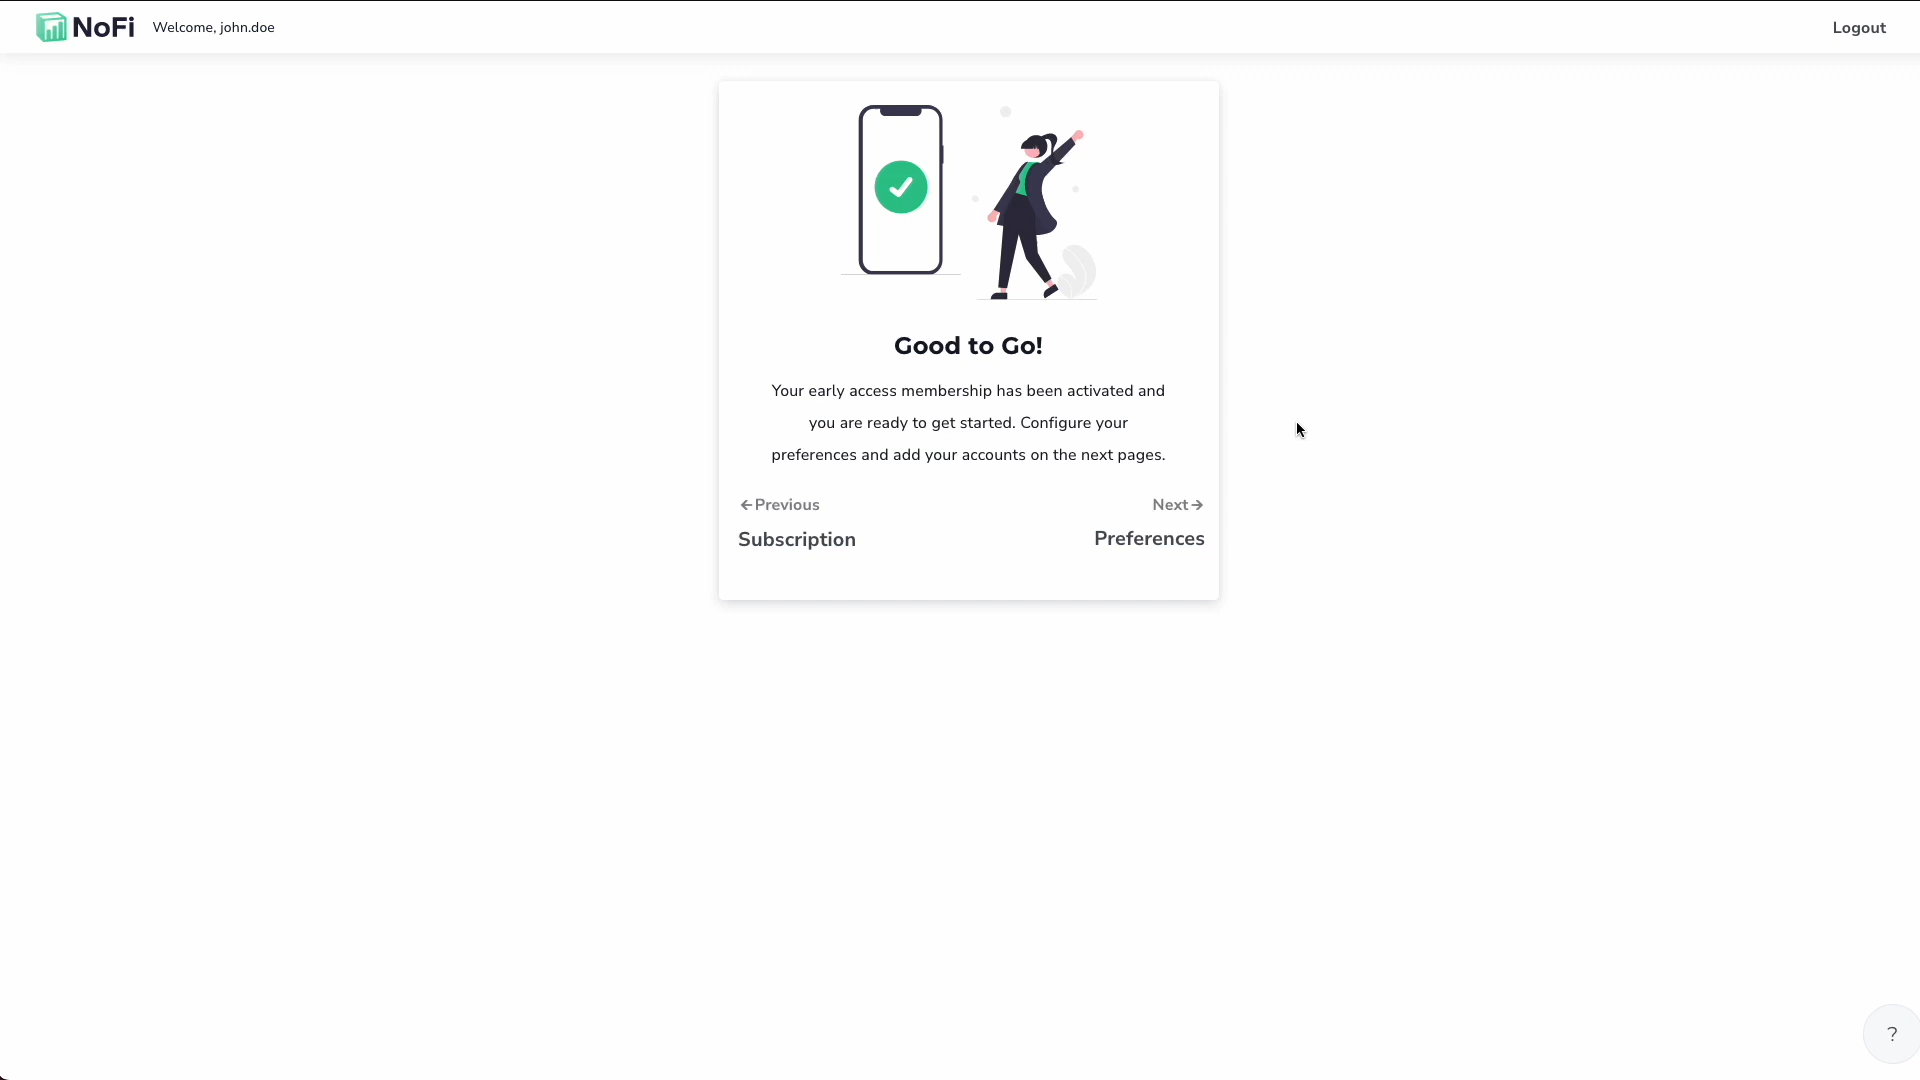 NoFi Welcome, john.doe Logout
Good to Go!
Your early access membership has been activated and
you are ready to get started. Configure your
preferences and add your accounts on the next pages.
←Previous Next→
Subscription Preferences
?